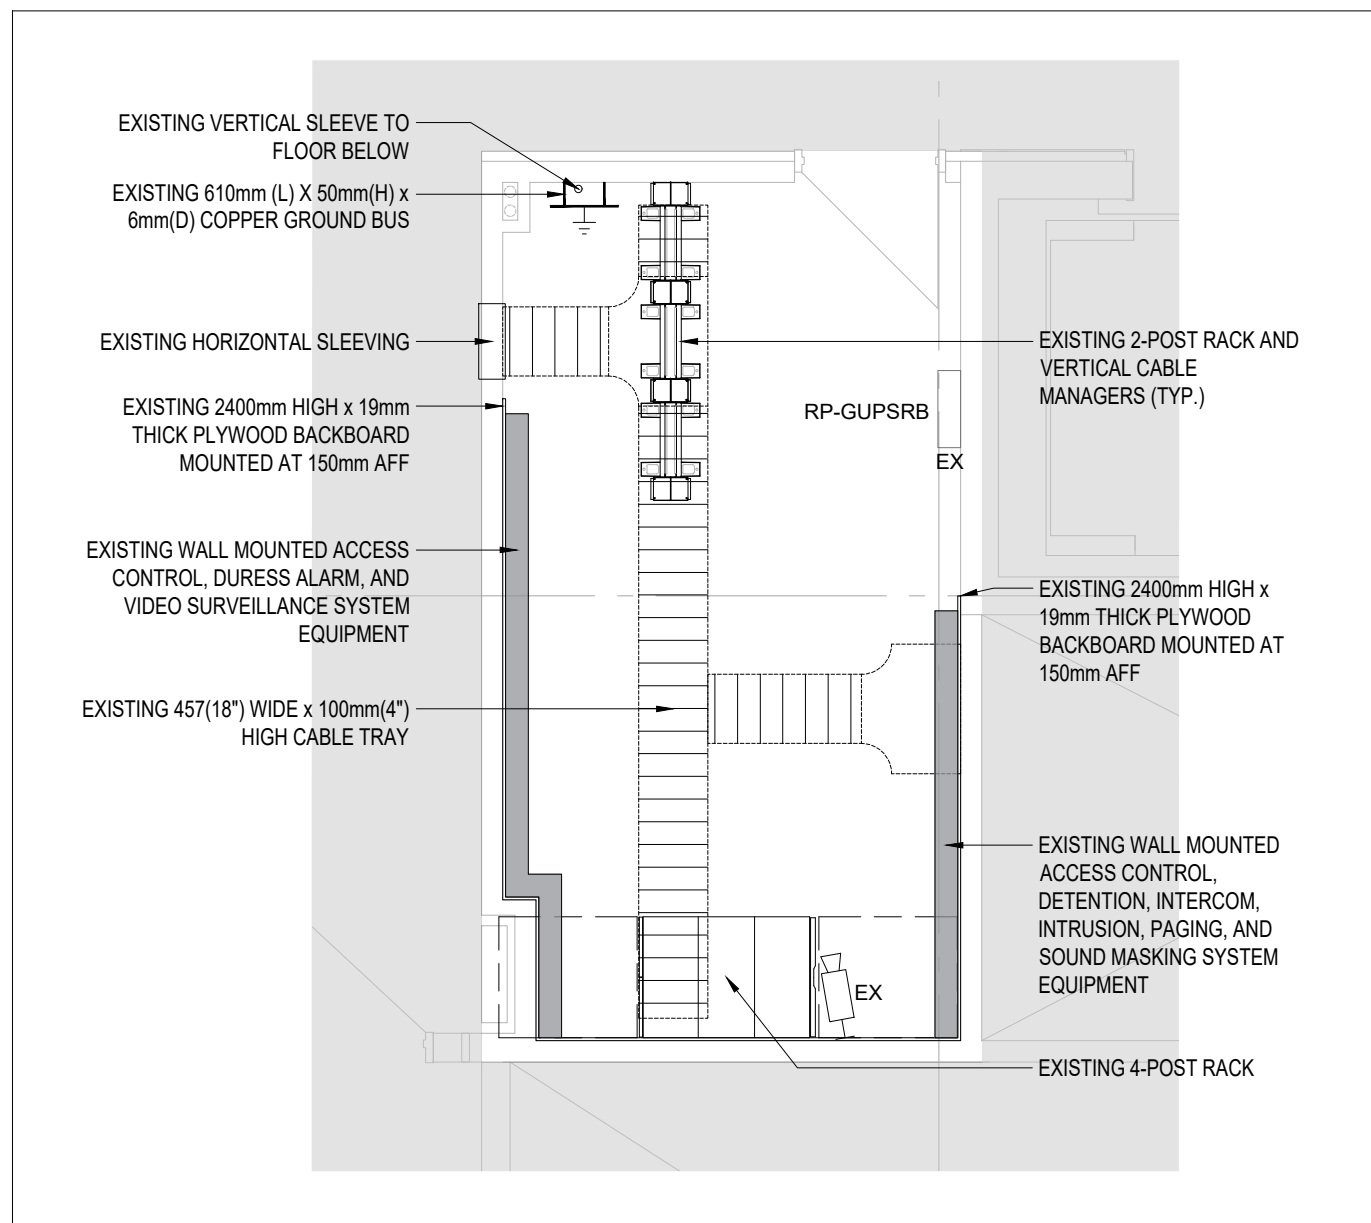 EXISTING VERTICAL SLEEVE TO
FLOOR BELOW
EXISTING 610mm (L) X 50mm(H) x
6mm(D) COPPER GROUND BUS
EXISTING HORIZONTAL SLEEVING
EXISTING 2400mm HIGH x 19mm
THICK PLYWOOD BACKBOARD
MOUNTED AT 150mm AFF
EXISTING WALL MOUNTED ACCESS
CONTROL, DURESS ALARM, AND
VIDEO SURVEILLANCE SYSTEM
EQUIPMENT
EXISTING 457(18") WIDE x 100mm(4")
HIGH CABLE TRAY
RP-GUPSRB
EX
EX
EXISTING 2-POST RACK AND
VERTICAL CABLE
MANAGERS (TYP.)
EXISTING 2400mm HIGH x
19mm THICK PLYWOOD
BACKBOARD MOUNTED AT
150mm AFF
EXISTING WALL MOUNTED
ACCESS CONTROL,
DETENTION, INTERCOM,
INTRUSION, PAGING, AND
SOUND MASKING SYSTEM
EQUIPMENT
EXISTING 4-POST RACK